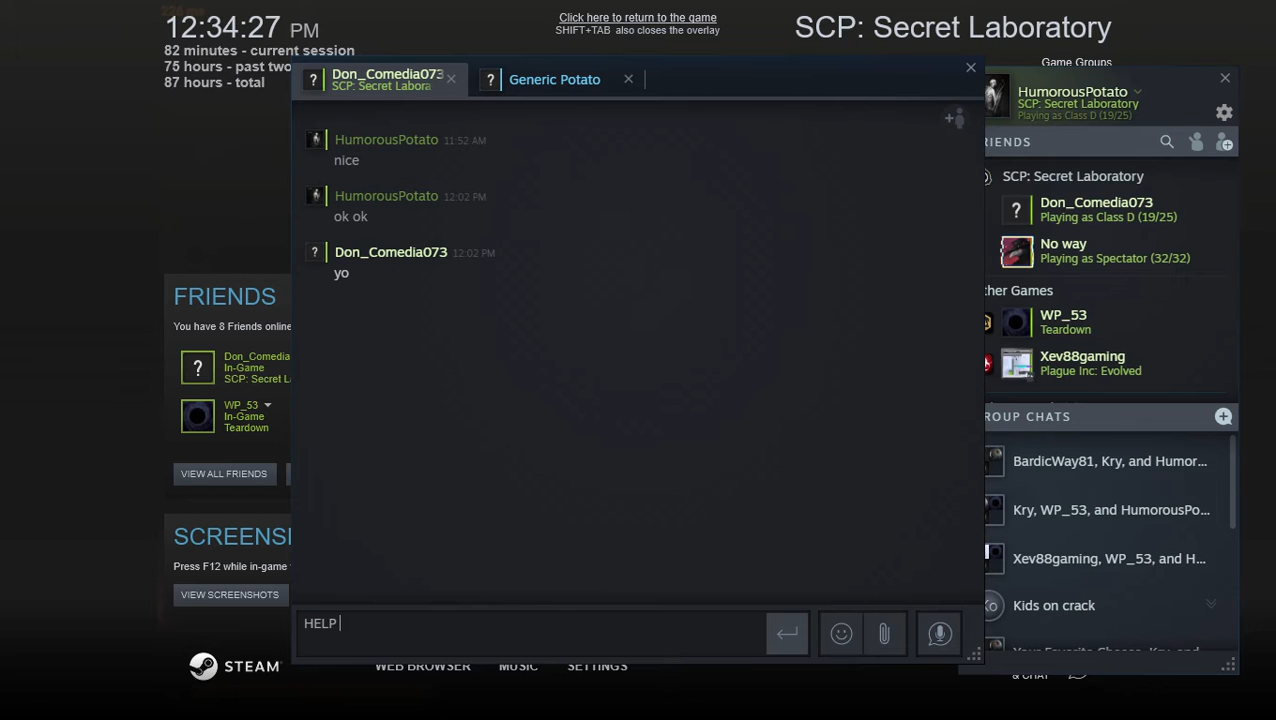 236 ms
12:34:27 PM
82 minutes - current session
75 hours - past two
87 hours - total
Click here to return to the game
SHIFT+TAB also closes the overlay
SCP: Secret Laboratory
Game Groups
Don_Comedia073
SCP: Secret Labora
Generic Potato
HumorousPotato 11:52 AM
nice
HumorousPotato 12:02 PM
ok ok
Don_Comedia073 12:02 PM
yo
HELP
FRIENDS
You have 8 Friends online
Don_Comedia
In-Game
SCP: Secret L
WP_53
In-Game
Teardown
VIEW ALL FRIENDS
SCREENS
Press F12 while in-game
VIEW SCREENSHOTS
STEAM
WEB BROWSER
MUSIC
SETTINGS
HumorousPotato
SCP: Secret Laboratory
Playing as Class D (19/25)
RIENDS
SCP: Secret Laboratory
Don_Comedia073
Playing as Class D (19/25)
No way
Playing as Spectator (32/32)
ther Games
WP_53
Teardown
Xev88gaming
Plague Inc: Evolved
ROUP CHATS
BardicWay81, Kry, and Humor...
Kry, WP_53, and HumorousPo...
Xev88gaming, WP_53, and H...
Ko
Kids on crack
& CHAT